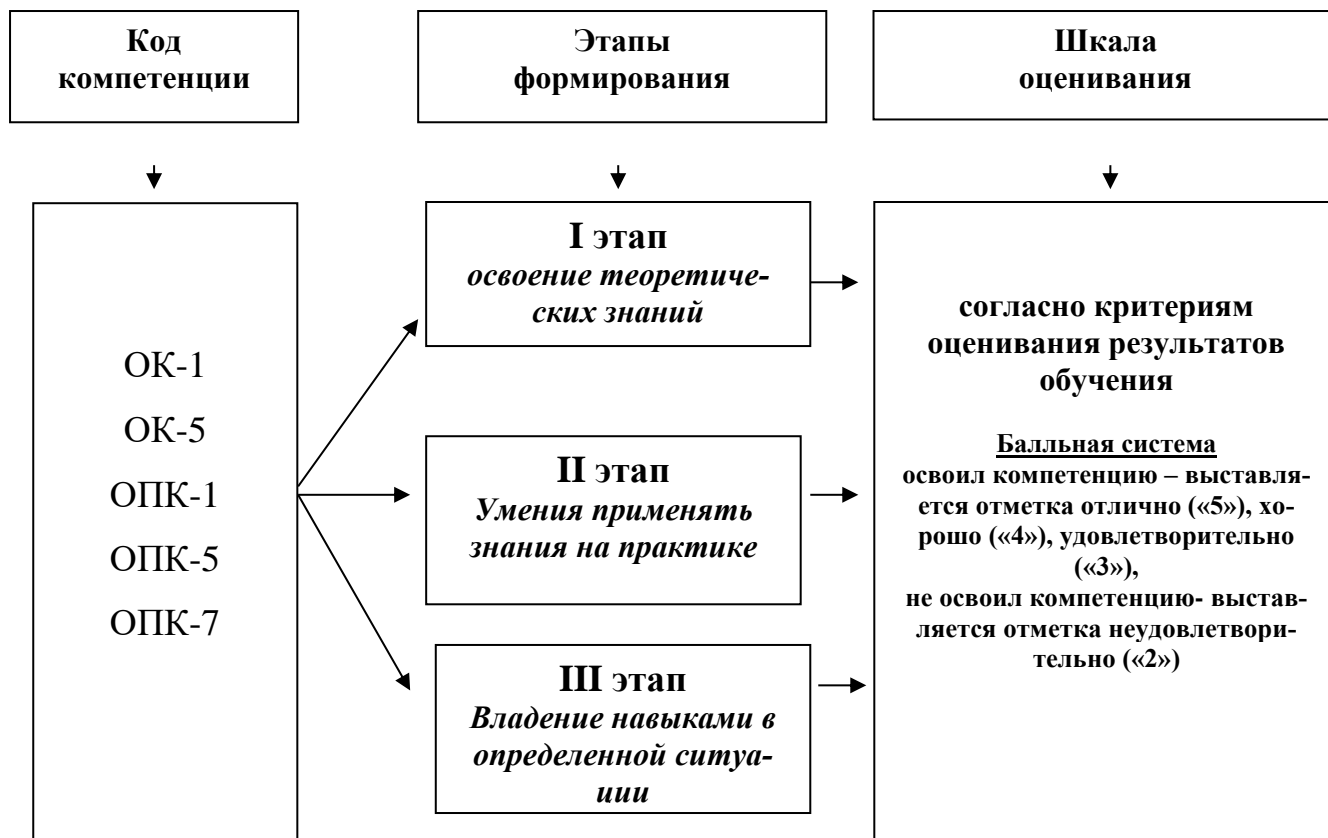 Код
компетенции
Этапы
формирования
Шкала
оценивания
ОК-1
ОК-5
ОПК-1
ОПК-5
ОПК-7
I этап
освоение теоретиче-
ских знаний
II этап
Умения применять
знания на практике
III этап
Владение навыками в
определенной ситуа-
иии
согласно критериям
оценивания результатов
обучения
Балльная система
освоил компетенцию – выставля-
ется отметка отлично («5»), хо-
рошо («4»), удовлетворительно
(«3»),
не освоил компетенцию- выстав-
ляется отметка неудовлетвори-
тельно («2»)